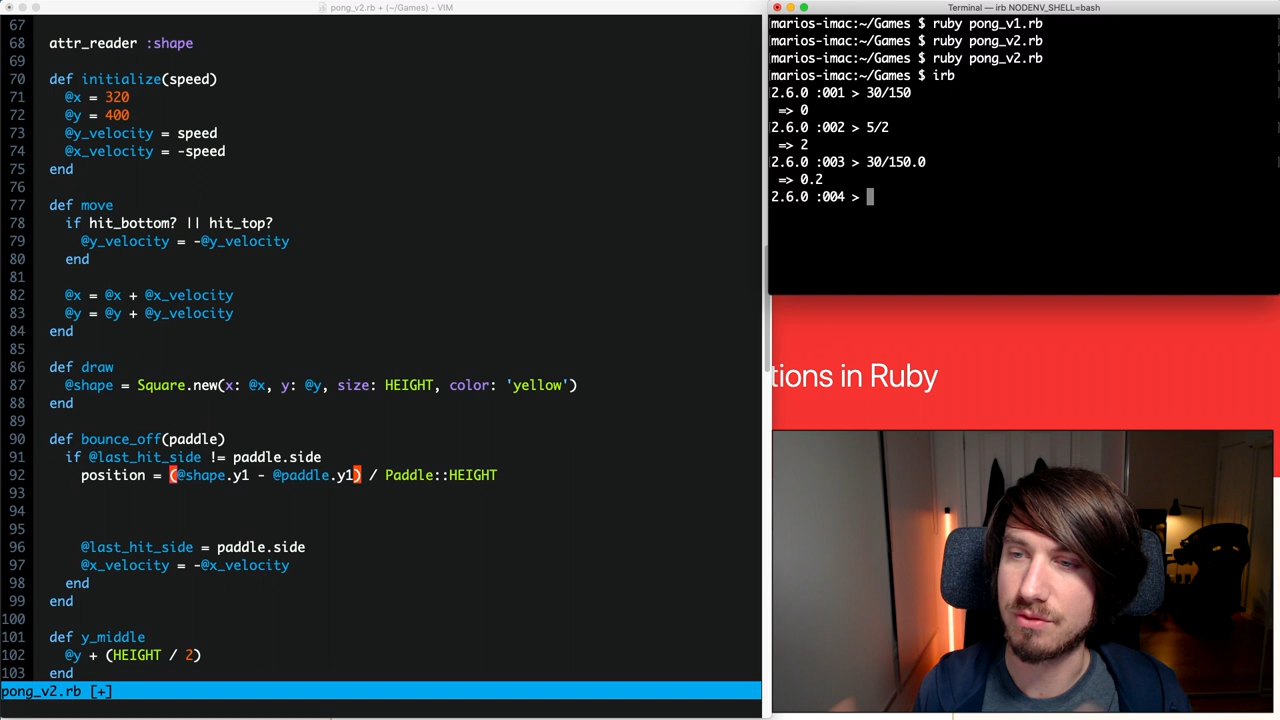 pong_v2.rb + (~/Games) - VIM
67
68 attr_reader :shape
69
70 def initialize(speed)
71 @x = 320
72 @y = 400
73 @y_velocity = speed
74 @x_velocity = -speed
75 end
76
77 def move
78 if hit_bottom? || hit_top?
79 @y_velocity = -@y_velocity
80 end
81
82 @x = @x + @x_velocity
83 @y = @y + @y_velocity
84 end
85
86 def draw
87 @shape = Square.new(x: @x, y: @y, size: HEIGHT, color: 'yellow')
88 end
89
90 def bounce_off(paddle)
91 if @last_hit_side != paddle.side
92 position = (@shape.y1 - @paddle.y1) / Paddle::HEIGHT
93
94
95
96 @last_hit_side = paddle.side
97 @x_velocity = -@x_velocity
98 end
99 end
100
101 def y_middle
102 @y + (HEIGHT / 2)
103 end
pong_v2.rb [+]
Terminal — irb NODENV_SHELL=bash
marios-imac:~/Games $ ruby pong_v1.rb
marios-imac:~/Games $ ruby pong_v2.rb
marios-imac:~/Games $ ruby pong_v2.rb
marios-imac:~/Games $ irb
2.6.0 :001 > 30/150
=> 0
2.6.0 :002 > 5/2
=> 2
2.6.0 :003 > 30/150.0
=> 0.2
2.6.0 :004 >
tions in Ruby